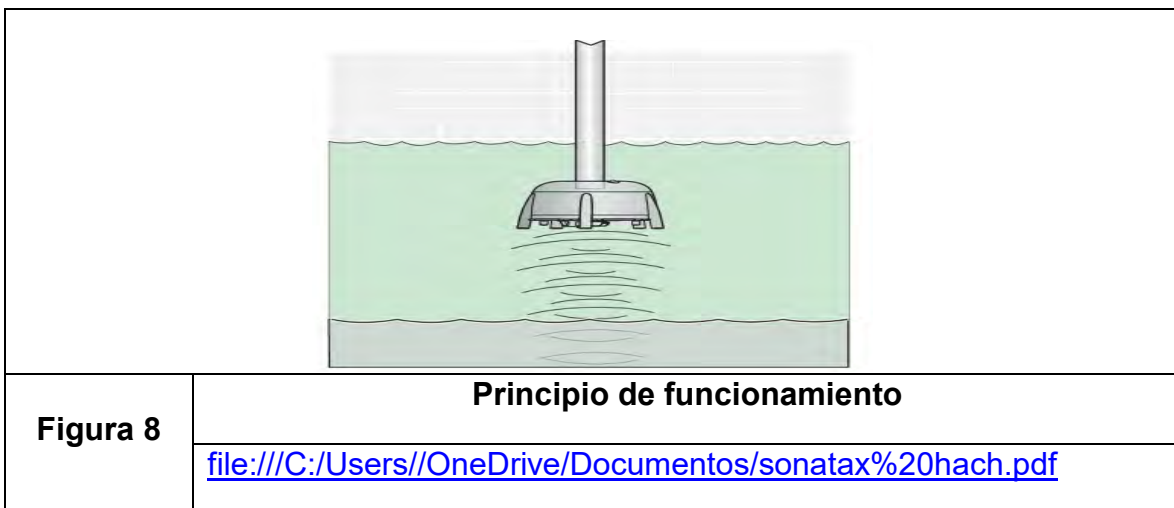 Figura 8
Principio de funcionamiento
file:///C:/Users//OneDrive/Documentos/sonatax%20hach.pdf